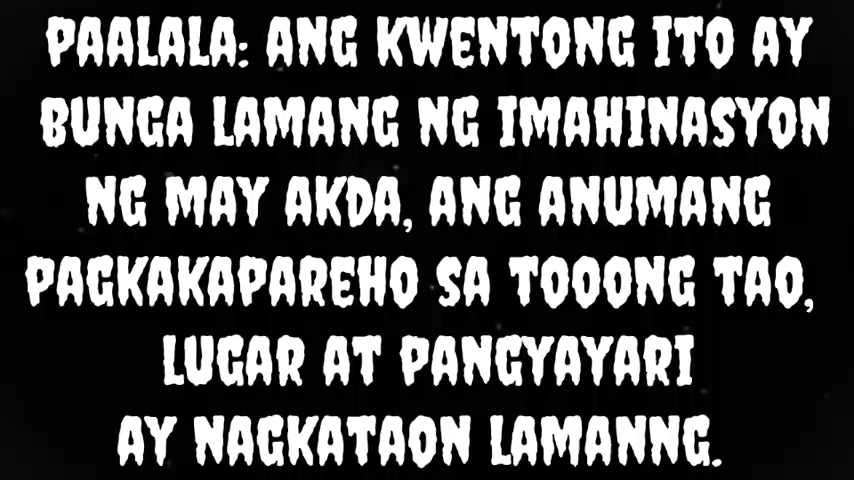 PAALALA: ANG KWENTONG ITO AY
BUNGA LAMANG NG IMAHINASYON
NG MAY AKDA, ANG ANUMANG
PAGKAKAPAREHO SA TOOONG TAO,
LUGAR AT PANGYAYARI
AY NAGKATAON LAMANNG.